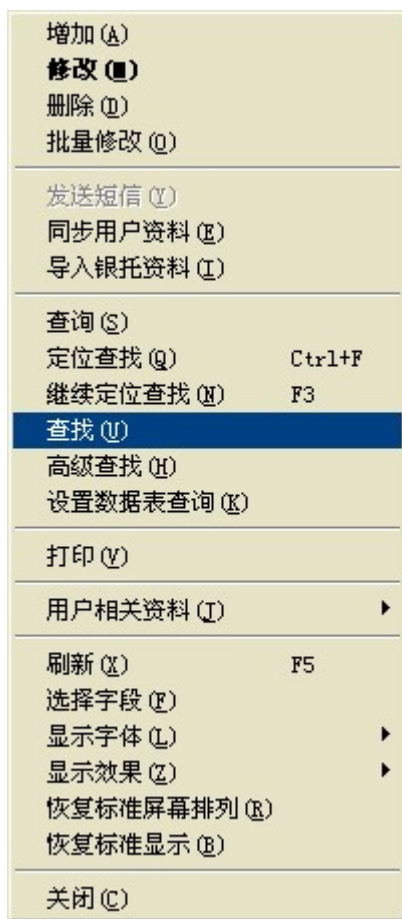 增加(A)
修改(M)
删除(D)
批量修改(O)
发送短信(Y)
同步用户资料(E)
导入银托资料(I)
查询(S)
定位查找(Q) Ctrl+F
继续定位查找(N) F3
查找(U)
高级查找(H)
设置数据表查询(K)
打印(V)
用户相关资料(J)
刷新(X) F5
选择字段(F)
显示字体(L)
显示效果(Z)
恢复标准屏幕排列(R)
恢复标准显示(B)
关闭(C)